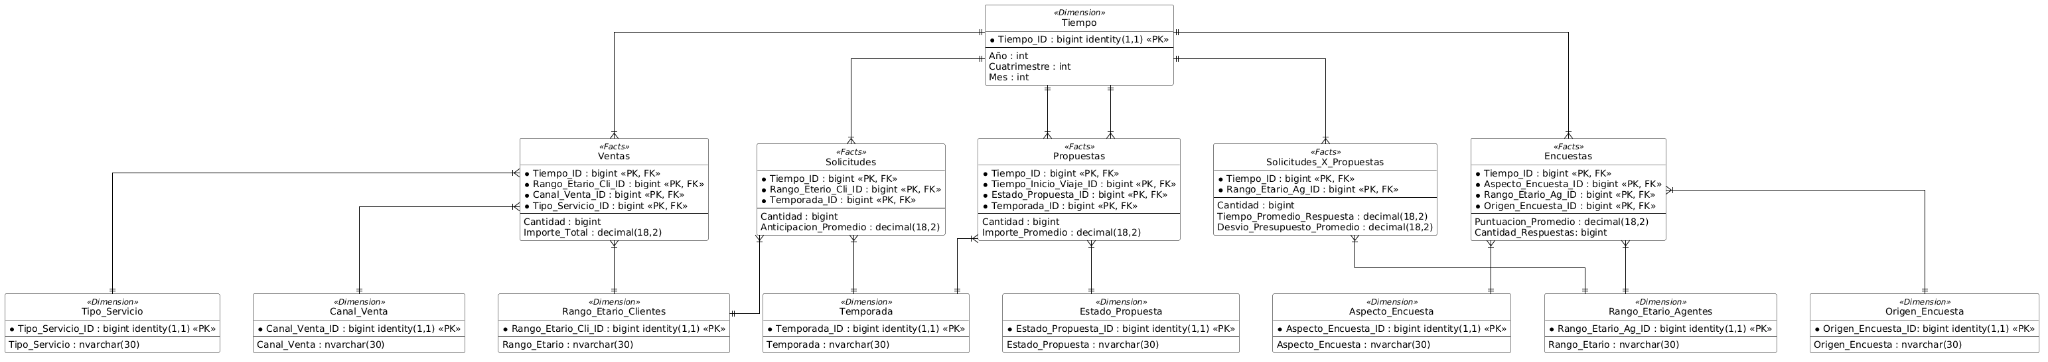 «Dimension»
Tiempo
Tiempo_ID : bigint identity(1,1) «PK»
Año : int
Cuatrimestre : int
Mes : int
«Facts»
Ventas
Tiempo_ID : bigint «PK, FK»
Rango_Etario_Cli_ID : bigint «PK, FK»
Canal_Venta_ID : bigint «PK, FK»
Tipo_Servicio_ID : bigint «PK, FK»
Cantidad : bigint
Importe_Total : decimal(18,2)
«Facts»
Solicitudes
Tiempo_ID : bigint «PK, FK»
Rango_Eterio_Cli_ID : bigint «PK, FK»
Temporada_ID : bigint «PK, FK»
Cantidad : bigint
Anticipacion_Promedio : decimal(18,2)
«Facts»
Propuestas
Tiempo_ID : bigint «PK, FK»
Tiempo_Inicio_Viaje_ID : bigint «PK, FK»
Estado_Propuesta_ID : bigint «PK, FK»
Temporada_ID : bigint «PK, FK»
Cantidad : bigint
Importe_Promedio : decimal(18,2)
«Facts»
Solicitudes_X_Propuestas
Tiempo_ID : bigint «PK, FK»
Rango_Etario_Ag_ID : bigint «PK, FK»
Cantidad : bigint
Tiempo_Promedio_Respuesta : decimal(18,2)
Desvio_Presupuesto_Promedio : decimal(18,2)
«Facts»
Encuestas
Tiempo_ID : bigint «PK, FK»
Aspecto_Encuesta_ID : bigint «PK, FK»
Rango_Etario_Ag_ID : bigint «PK, FK»
Origen_Encuesta_ID : bigint «PK, FK»
Puntuacion_Promedio : decimal(18,2)
Cantidad_Respuestas: bigint
«Dimension»
Tipo_Servicio
Tipo_Servicio_ID : bigint identity(1,1) «PK»
Tipo_Servicio : nvarchar(30)
«Dimension»
Canal_Venta
Canal_Venta_ID : bigint identity(1,1) «PK»
Canal_Venta : nvarchar(30)
«Dimension»
Rango_Etario_Clientes
Rango_Etario_Cli_ID : bigint identity(1,1) «PK»
Rango_Etario : nvarchar(30)
«Dimension»
Temporada
Temporada_ID : bigint identity(1,1) «PK»
Temporada : nvarchar(30)
«Dimension»
Estado_Propuesta
Estado_Propuesta_ID : bigint identity(1,1) «PK»
Estado_Propuesta : nvarchar(30)
«Dimension»
Aspecto_Encuesta
Aspecto_Encuesta_ID : bigint identity(1,1) «PK»
Aspecto_Encuesta : nvarchar(30)
«Dimension»
Rango_Etario_Agentes
Rango_Etario_Ag_ID : bigint identity(1,1) «PK»
Rango_Etario : nvarchar(30)
«Dimension»
Origen_Encuesta
Origen_Encuesta_ID : bigint identity(1,1) «PK»
Origen_Encuesta : nvarchar(30)